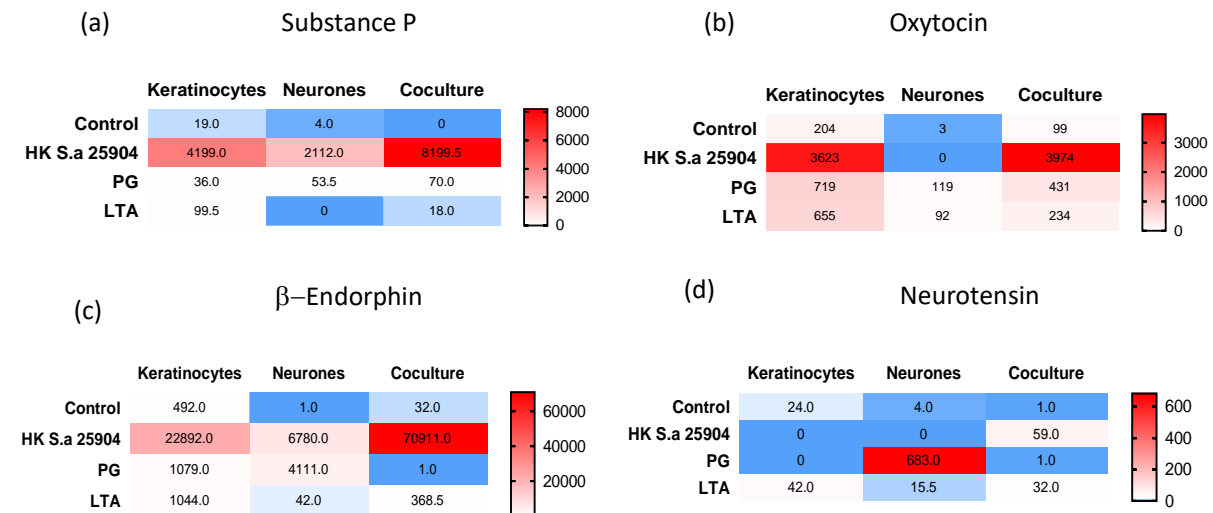 (a) Substance P
Keratinocytes Neurones Coculture
Control 19.0 4.0 0
HK S.a 25904 4199.0 2112.0 8199.5
PG 36.0 53.5 70.0
LTA 99.5 0 18.0
8000
6000
4000
2000
0
(b) Oxytocin
Keratinocytes Neurones Coculture
Control 204 3 99
HK S.a 25904 3623 0 3974
PG 719 119 431
LTA 655 92 234
3000
2000
1000
0
(c) β–Endorphin
Keratinocytes Neurones Coculture
Control 492.0 1.0 32.0
HK S.a 25904 22892.0 6780.0 70911.0
PG 1079.0 4111.0 1.0
LTA 1044.0 42.0 368.5
60000
40000
20000
(d) Neurotensin
Keratinocytes Neurones Coculture
Control 24.0 4.0 1.0
HK S.a 25904 0 0 59.0
PG 0 683.0 1.0
LTA 42.0 15.5 32.0
600
400
200
0